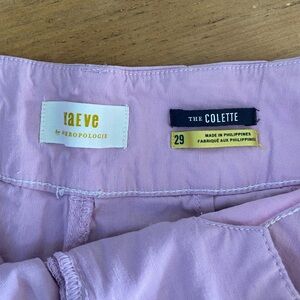 maeve
by ANTHROPOLOGIE
THE COLETTE
29
MADE IN PHILIPPINES
FABRIQUÉ AUX PHILIPPINES